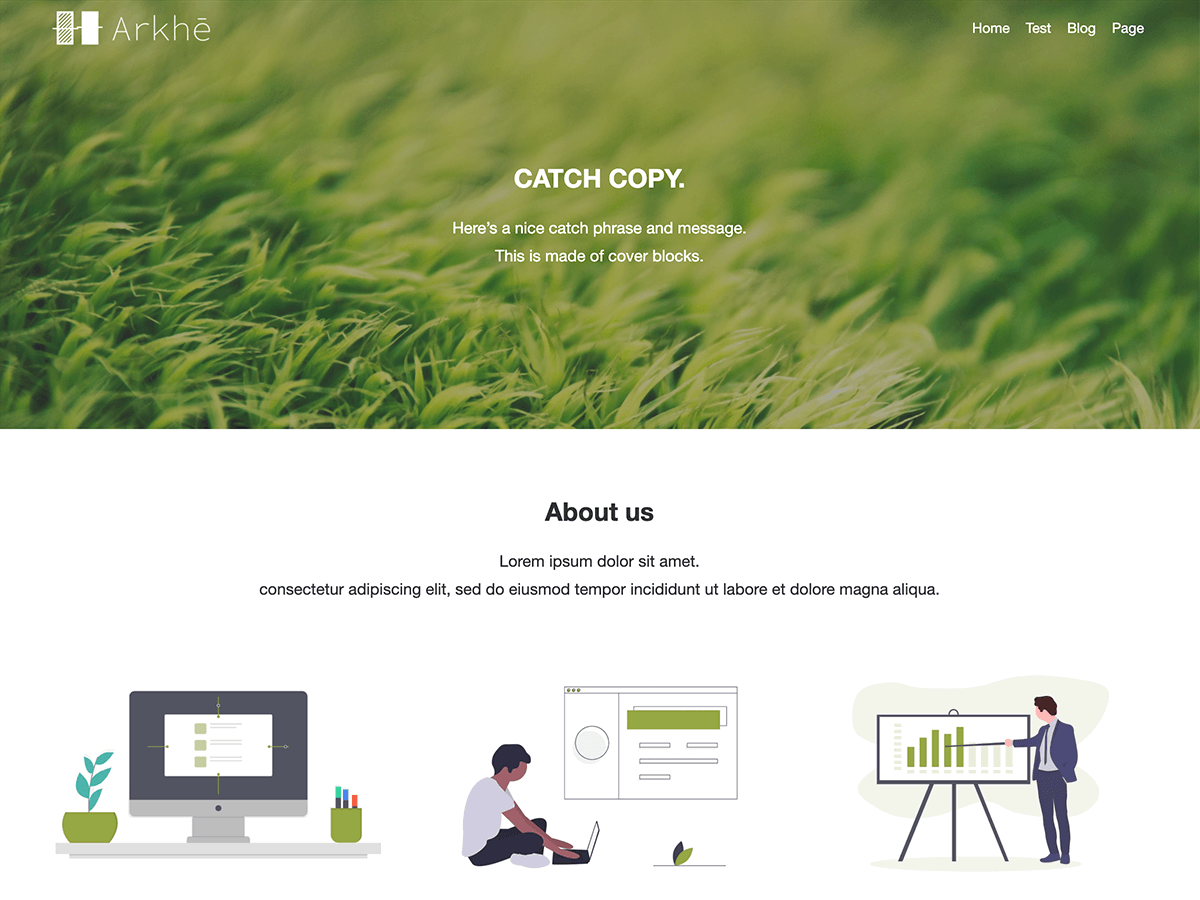 Arkhē
Home Test Blog Page
CATCH COPY.
Here’s a nice catch phrase and message.
This is made of cover blocks.
About us
Lorem ipsum dolor sit amet.
consectetur adipiscing elit, sed do eiusmod tempor incididunt ut labore et dolore magna aliqua.